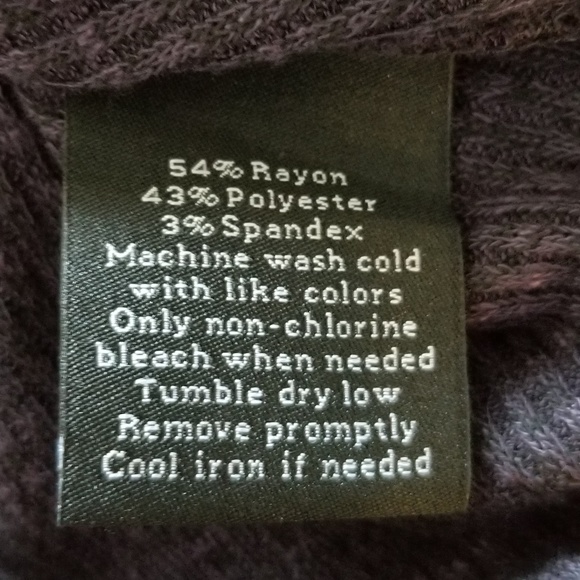 54% Rayon
43% Polyester
3% Spandex
Machine wash cold
with like colors
Only non-chlorine
bleach when needed
Tumble dry low
Remove promptly
Cool iron if needed